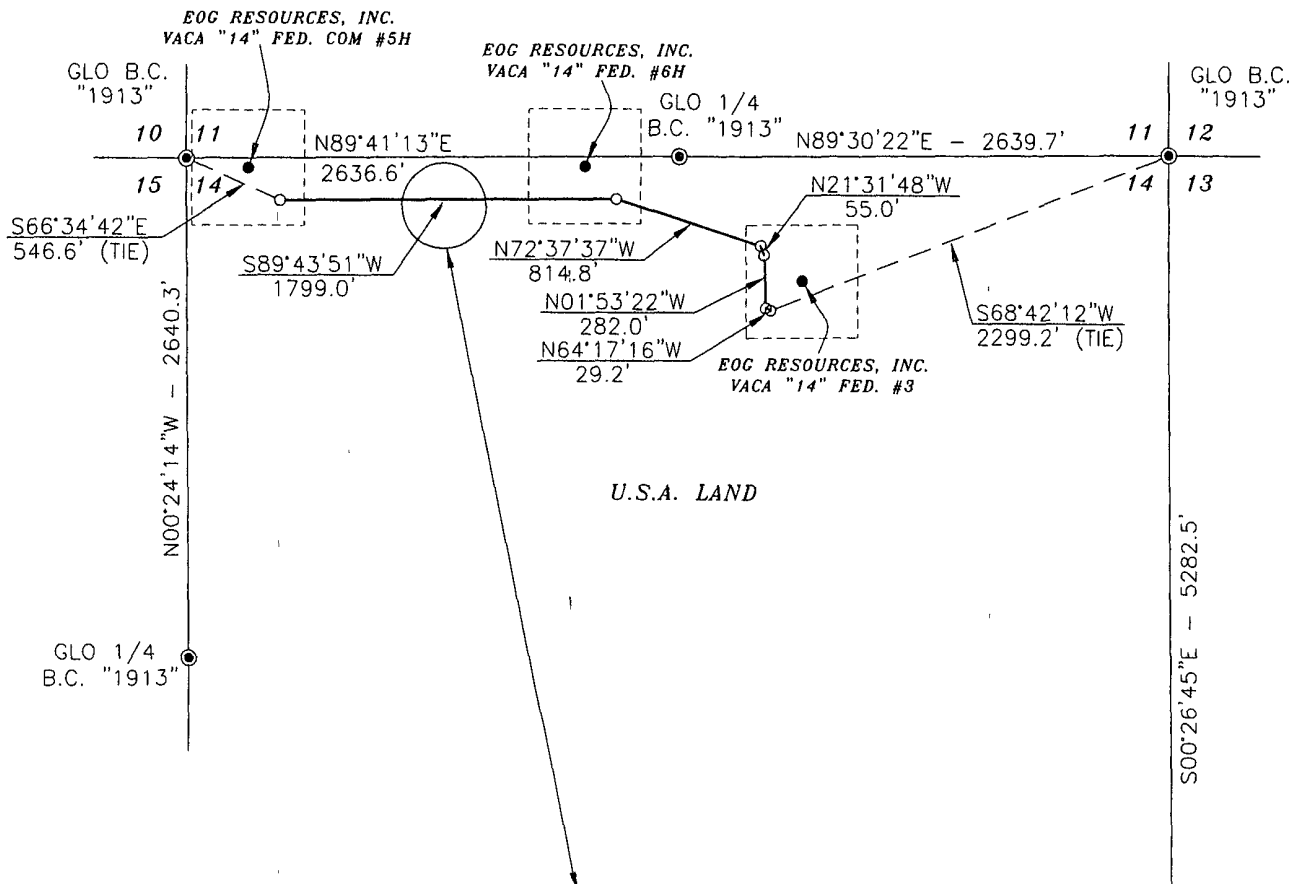 EOG RESOURCES, INC.
VACA "14" FED. COM #5H
EOG RESOURCES, INC.
VACA "14" FED. #6H
GLO B.C.
"1913"
GLO 1/4
B.C. "1913"
GLO B.C.
"1913"
10 11
N89°41'13"E
2636.6'
N89°30'22"E - 2639.7'
11 12
15 14
14 13
N21°31'48"W
55.0'
S66°34'42"E
546.6' (TIE)
S89°43'51"W
1799.0'
N72°37'37"W
814.8'
N01°53'22"W
282.0'
S68°42'12"W
2299.2' (TIE)
N64°17'16"W
29.2'
EOG RESOURCES, INC.
VACA "14" FED. #3
N00°24'14"W - 2640.3'
U.S.A. LAND
S00°26'45"E - 5282.5'
GLO 1/4
B.C. "1913"